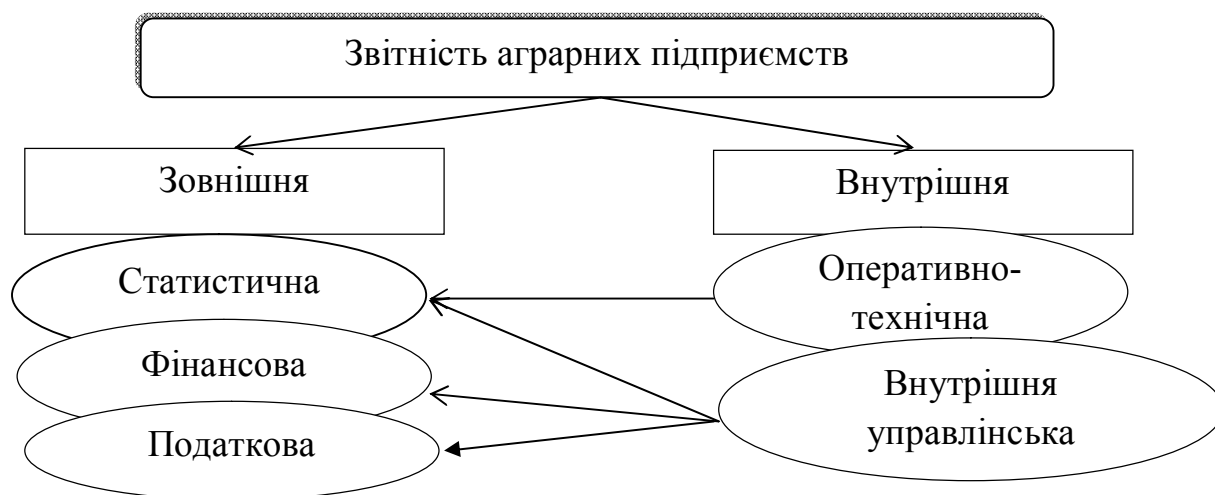 Звітність аграрних підприємств
Зовнішня
Внутрішня
Статистична
Фінансова
Податкова
Оперативно-
технічна
Внутрішня
управлінська